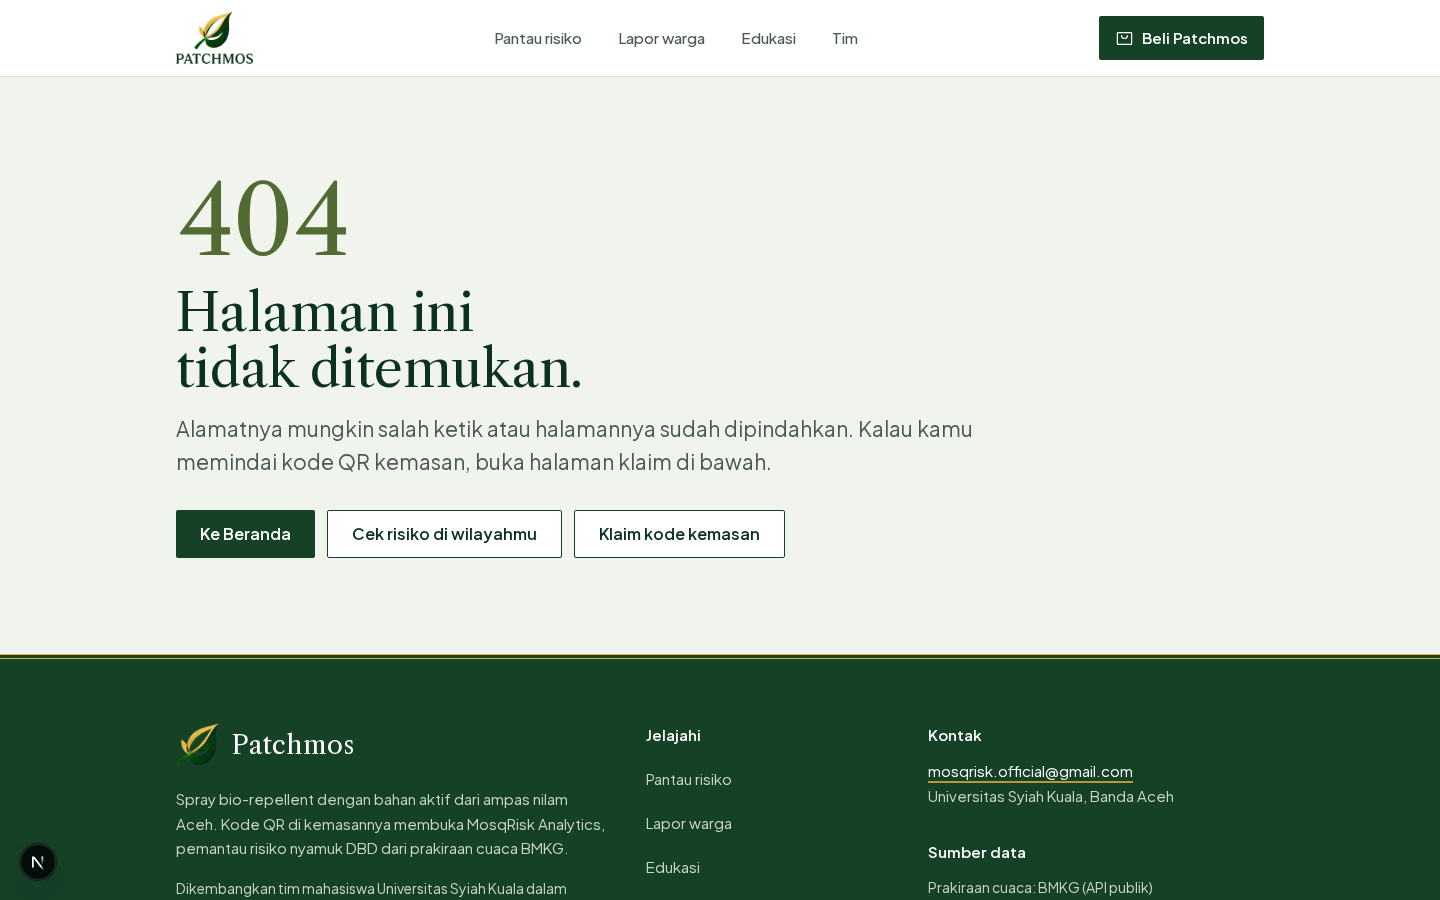 PATCHMOS
Pantau risiko
Lapor warga
Edukasi
Tim
Beli Patchmos
404
Halaman ini
tidak ditemukan.
Alamatnya mungkin salah ketik atau halamannya sudah dipindahkan. Kalau kamu
memindai kode QR kemasan, buka halaman klaim di bawah.
Ke Beranda
Cek risiko di wilayahmu
Klaim kode kemasan
Patchmos
Spray bio-repellent dengan bahan aktif dari ampas nilam
Aceh. Kode QR di kemasannya membuka MosqRisk Analytics,
pemantau risiko nyamuk DBD dari prakiraan cuaca BMKG.
Dikembangkan tim mahasiswa Universitas Syiah Kuala dalam
Jelajahi
Pantau risiko
Lapor warga
Edukasi
Kontak
mosqrisk.official@gmail.com
Universitas Syiah Kuala, Banda Aceh
Sumber data
Prakiraan cuaca: BMKG (API publik)
N